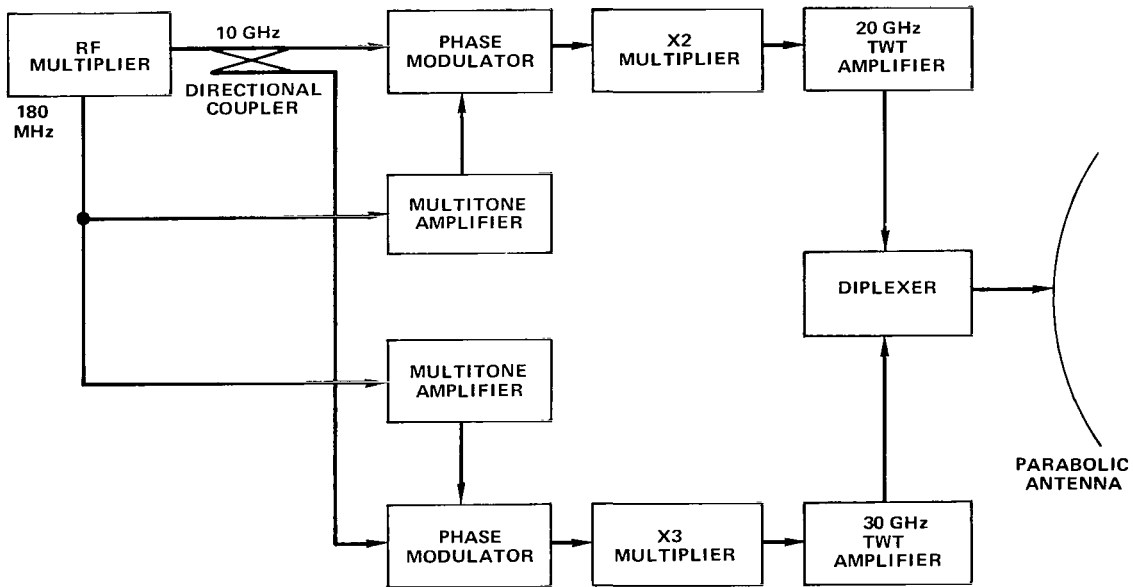 RF
MULTIPLIER
10 GHz
DIRECTIONAL
COUPLER
180
MHz
PHASE
MODULATOR
X2
MULTIPLIER
20 GHz
TWT
AMPLIFIER
MULTITONE
AMPLIFIER
DIPLEXER
MULTITONE
AMPLIFIER
PARABOLIC
ANTENNA
PHASE
MODULATOR
X3
MULTIPLIER
30 GHz
TWT
AMPLIFIER